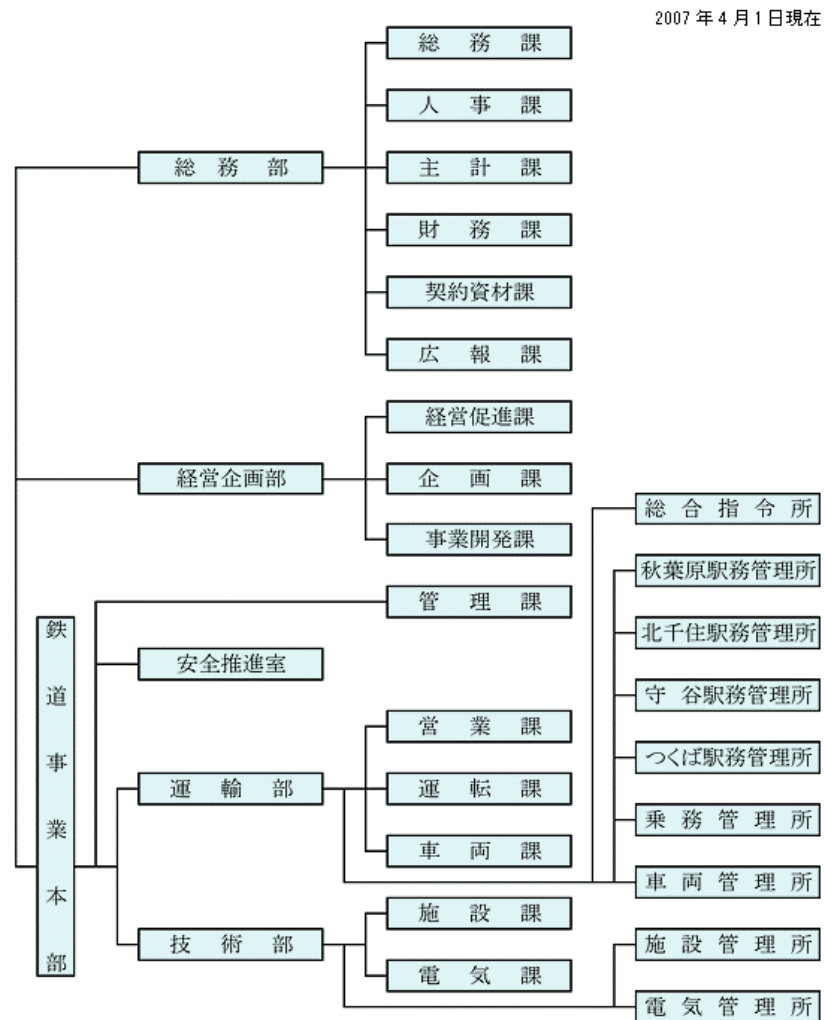 2007年4月1日現在
総務部
総務課
人事課
主計課
財務課
契約資材課
広報課
経営企画部
経営促進課
企画課
事業開発課
鉄道事業本部
管理課
安全推進室
運輸部
営業課
運転課
車両課
総合指令所
秋葉原駅務管理所
北千住駅務管理所
守谷駅務管理所
つくば駅務管理所
乗務管理所
車両管理所
技術部
施設課
電気課
施設管理所
電気管理所